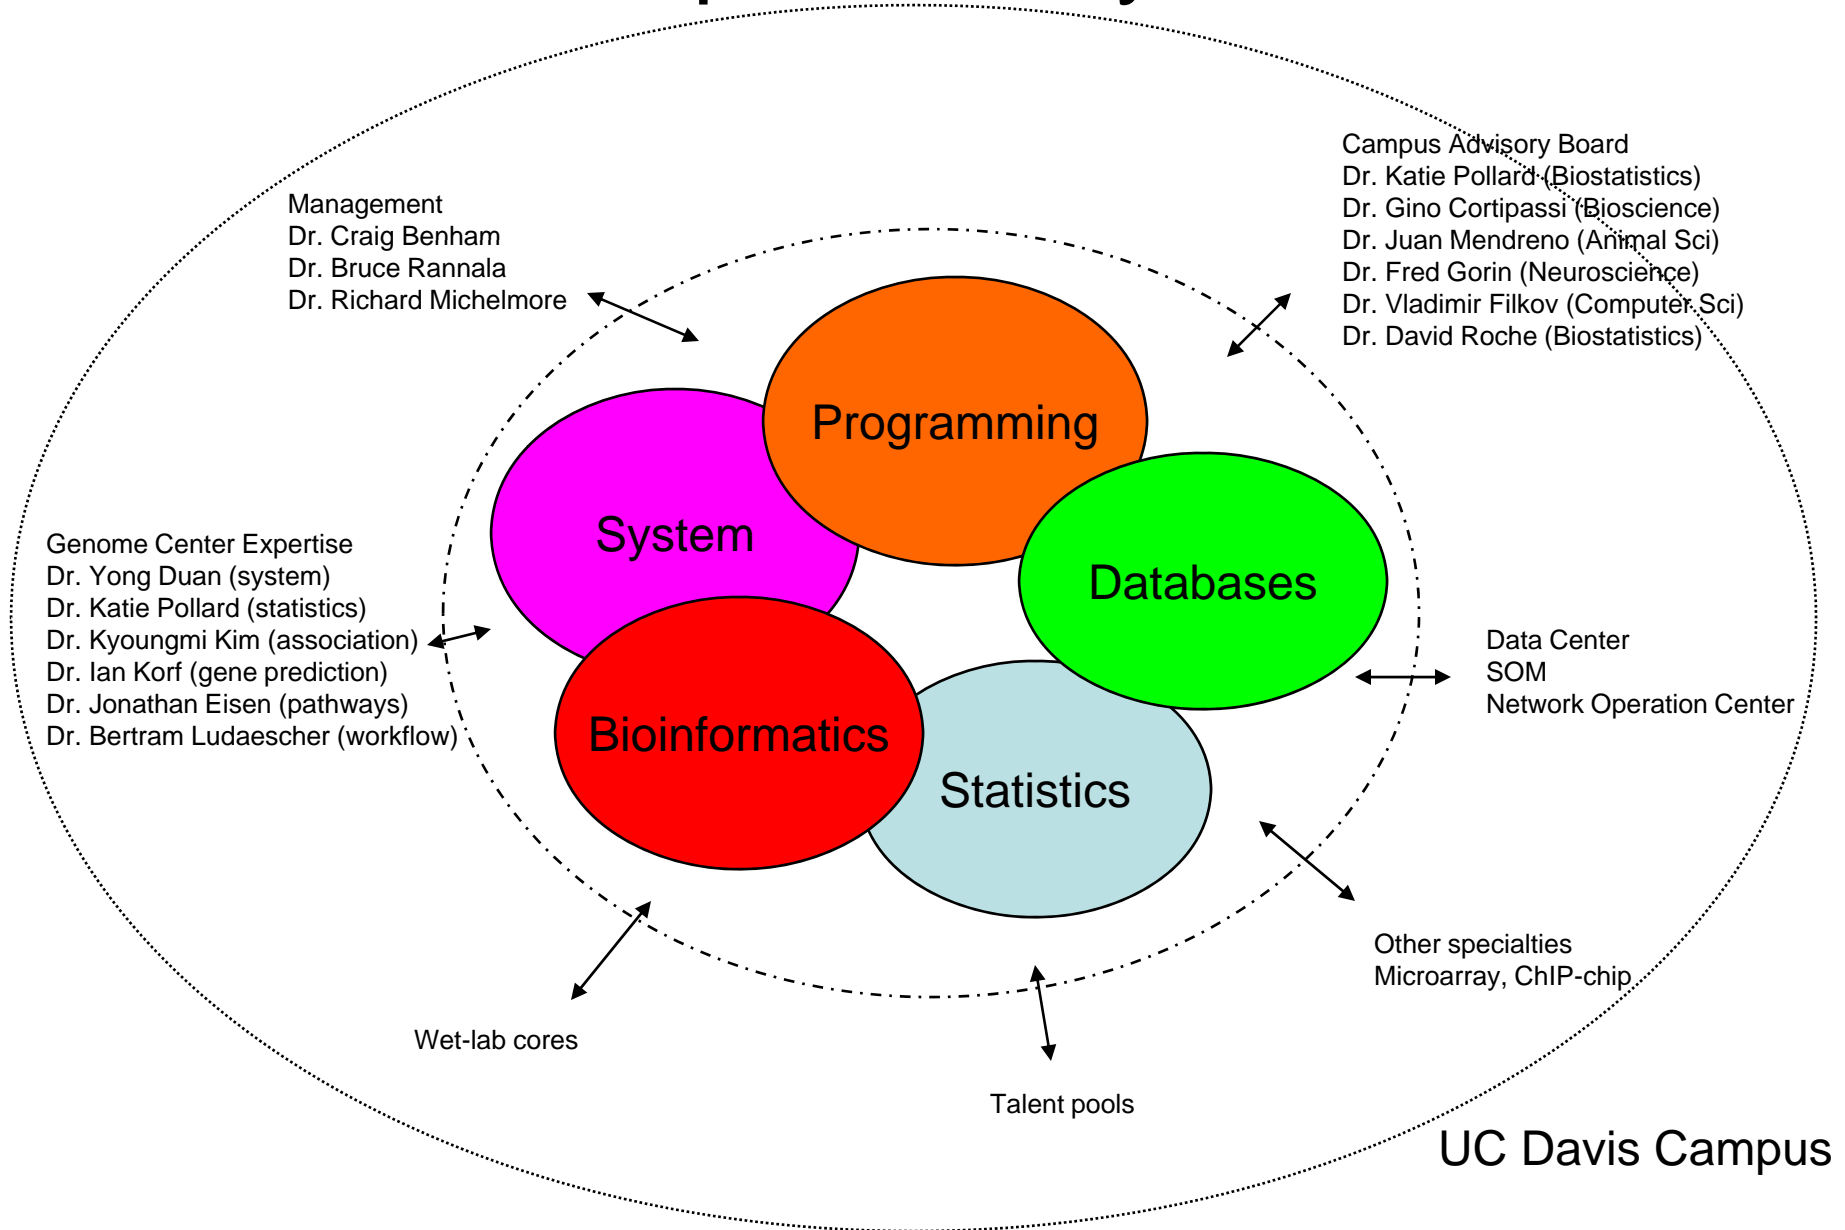 Management
Dr. Craig Benham
Dr. Bruce Rannala
Dr. Richard Michelmore
Campus Advisory Board
Dr. Katie Pollard (Biostatistics)
Dr. Gino Cortipassi (Bioscience)
Dr. Juan Mendreno (Animal Sci)
Dr. Fred Gorin (Neuroscience)
Dr. Vladimir Filkov (Computer Sci)
Dr. David Roche (Biostatistics)
Programming
System
Databases
Genome Center Expertise
Dr. Yong Duan (system)
Dr. Katie Pollard (statistics)
Dr. Kyoungmi Kim (association)
Dr. Ian Korf (gene prediction)
Dr. Jonathan Eisen (pathways)
Dr. Bertram Ludaescher (workflow)
Data Center
SOM
Network Operation Center
Bioinformatics
Statistics
Other specialties
Microarray, ChIP-chip
Wet-lab cores
Talent pools
UC Davis Campus